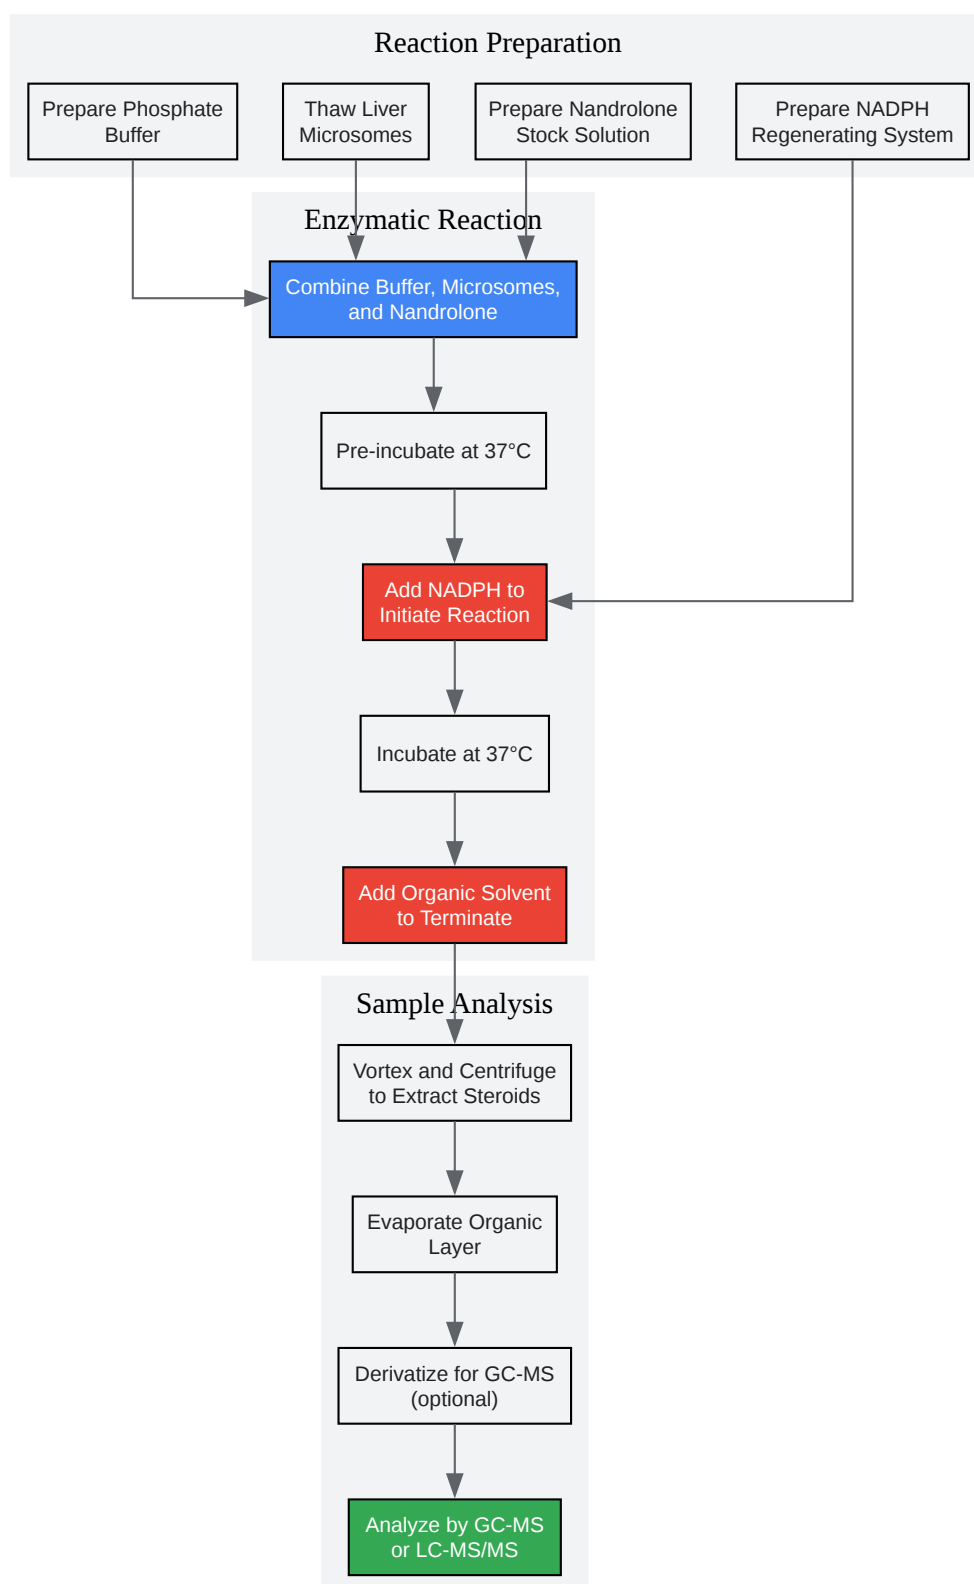 Reaction Preparation
Prepare Phosphate
Buffer
Thaw Liver
Microsomes
Prepare Nandrolone
Stock Solution
Prepare NADPH
Regenerating System
Enzymatic Reaction
Combine Buffer, Microsomes,
and Nandrolone
Pre-incubate at 37°C
Add NADPH to
Initiate Reaction
Incubate at 37°C
Add Organic Solvent
to Terminate
Sample Analysis
Vortex and Centrifuge
to Extract Steroids
Evaporate Organic
Layer
Derivatize for GC-MS
(optional)
Analyze by GC-MS
or LC-MS/MS